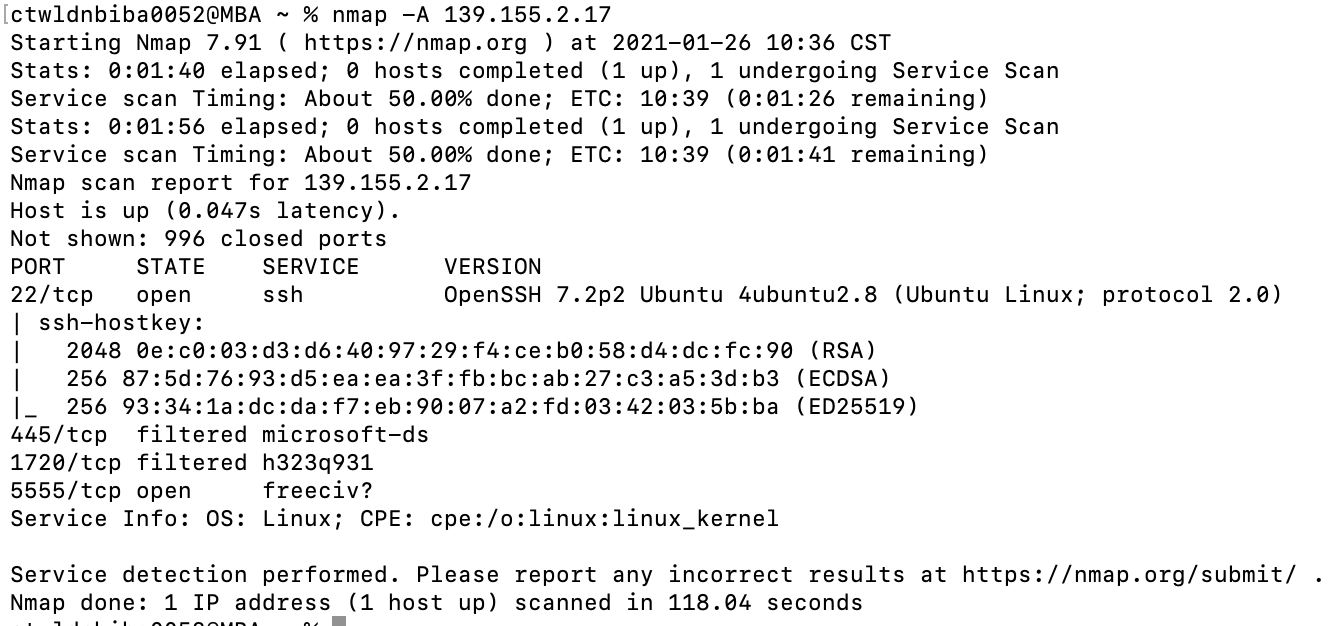 [ctwldnbiba0052@MBA ~ % nmap -A 139.155.2.17
Starting Nmap 7.91 ( https://nmap.org ) at 2021-01-26 10:36 CST
Stats: 0:01:40 elapsed; 0 hosts completed (1 up), 1 undergoing Service Scan
Service scan Timing: About 50.00% done; ETC: 10:39 (0:01:26 remaining)
Stats: 0:01:56 elapsed; 0 hosts completed (1 up), 1 undergoing Service Scan
Service scan Timing: About 50.00% done; ETC: 10:39 (0:01:41 remaining)
Nmap scan report for 139.155.2.17
Host is up (0.047s latency).
Not shown: 996 closed ports
PORT     STATE    SERVICE      VERSION
22/tcp   open     ssh          OpenSSH 7.2p2 Ubuntu 4ubuntu2.8 (Ubuntu Linux; protocol 2.0)
| ssh-hostkey:
|   2048 0e:c0:03:d3:d6:40:97:29:f4:ce:b0:58:d4:dc:fc:90 (RSA)
|   256 87:5d:76:93:d5:ea:ea:3f:fb:bc:ab:27:c3:a5:3d:b3 (ECDSA)
|_  256 93:34:1a:dc:da:f7:eb:90:07:a2:fd:03:42:03:5b:ba (ED25519)
445/tcp  filtered microsoft-ds
1720/tcp filtered h323q931
5555/tcp open     freeciv?
Service Info: OS: Linux; CPE: cpe:/o:linux:linux_kernel
Service detection performed. Please report any incorrect results at https://nmap.org/submit/ .
Nmap done: 1 IP address (1 host up) scanned in 118.04 seconds